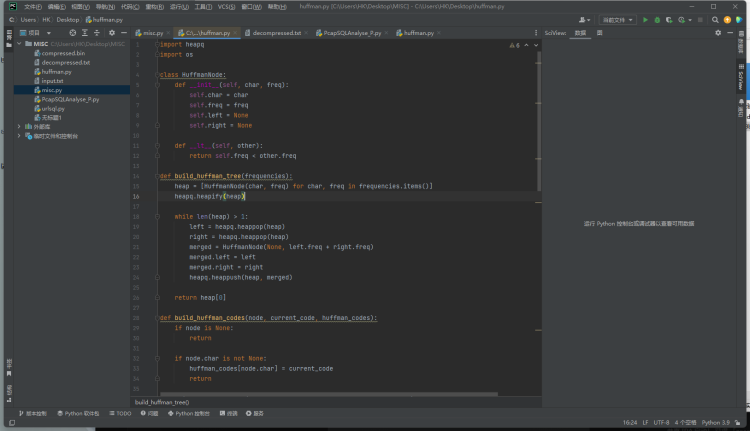 文件(F) 编辑(E) 视图(V) 导航(N) 代码(C) 重构(R) 运行(U) 工具(T) VCS(S) 窗口(W) 帮助(H) huffman.py [C:\Users\HK\Desktop\MISC] - C:\Users\HK\Desktop\huffman.py
C: Users HK Desktop huffman.py 当前文件
项目 misc.py C:\...\huffman.py decompressed.txt PcapSQLAnalyse_P.py huffman.py SciView: 数据 图
MISC C:\Users\HK\Desktop\MISC
compressed.bin
decompressed.txt
huffman.py
input.txt
misc.py
PcapSQLAnalyse_P.py
urlsql.py
无标题1
外部库
临时文件和控制台
6
import heapq
import os
class HuffmanNode:
def __init__(self, char, freq):
self.char = char
self.freq = freq
self.left = None
self.right = None
def __lt__(self, other):
return self.freq < other.freq
def build_huffman_tree(frequencies):
heap = [HuffmanNode(char, freq) for char, freq in frequencies.items()]
16 heapq.heapify(heap)
while len(heap) > 1:
left = heapq.heappop(heap)
right = heapq.heappop(heap)
merged = HuffmanNode(None, left.freq + right.freq)
merged.left = left
merged.right = right
heapq.heappush(heap, merged)
return heap[0]
def build_huffman_codes(node, current_code, huffman_codes):
if node is None:
return
if node.char is not None:
huffman_codes[node.char] = current_code
return
build_huffman_tree()
运行 Python 控制台或调试器以查看可用数据
SciView
版本控制 Python 软件包 TODO 问题 Python 控制台 终端 服务
16:24 LF UTF-8 4 个空格 Python 3.9